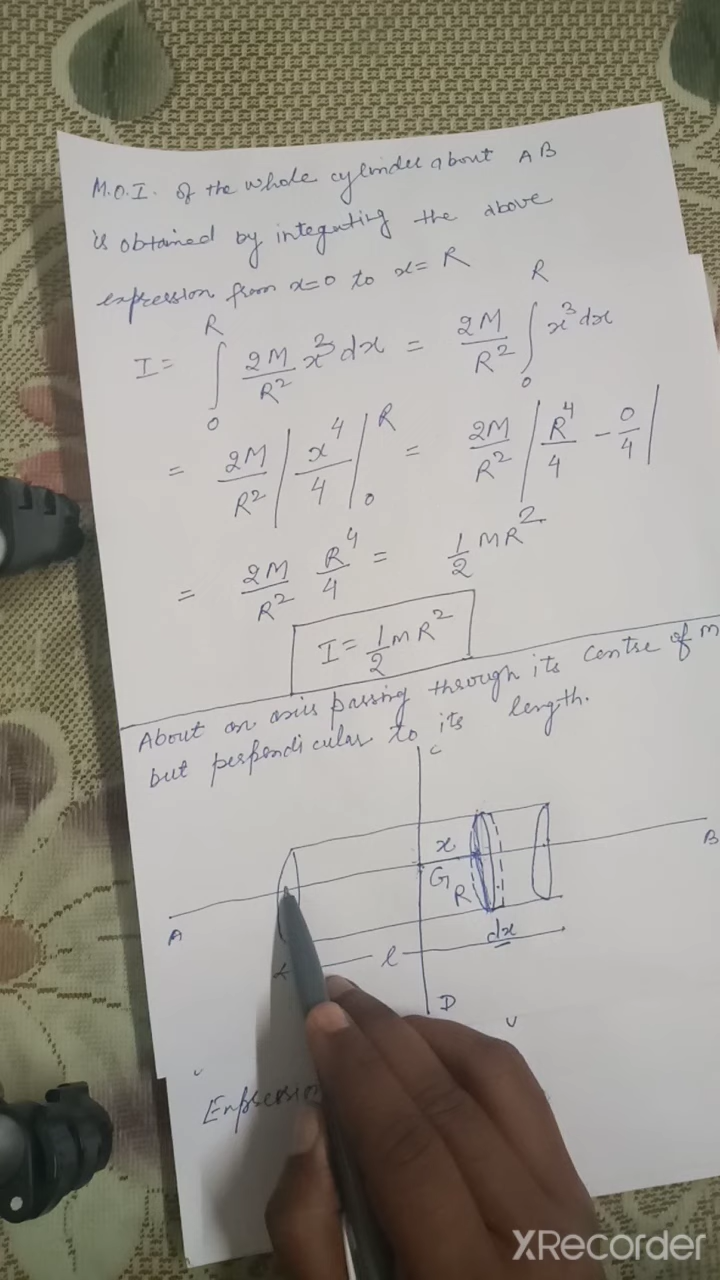 M.O.I. of the whole cylinder about AB
is obtained by integrating the above
expression from x=0 to x= R
I = ∫₀ᴿ 2M/R² x³ dx = 2M/R² ∫₀ᴿ x³ dx
= 2M/R² | x⁴/4 |₀ᴿ = 2M/R² | R⁴/4 − 0/4 |
= 2M/R² R⁴/4 = 1/2 MR²
I = 1/2 MR²
About an axis passing through its centre of M
but perpendicular to its length.
C
x
B
G
R
A
dx
l
D
Expression
XRecorder